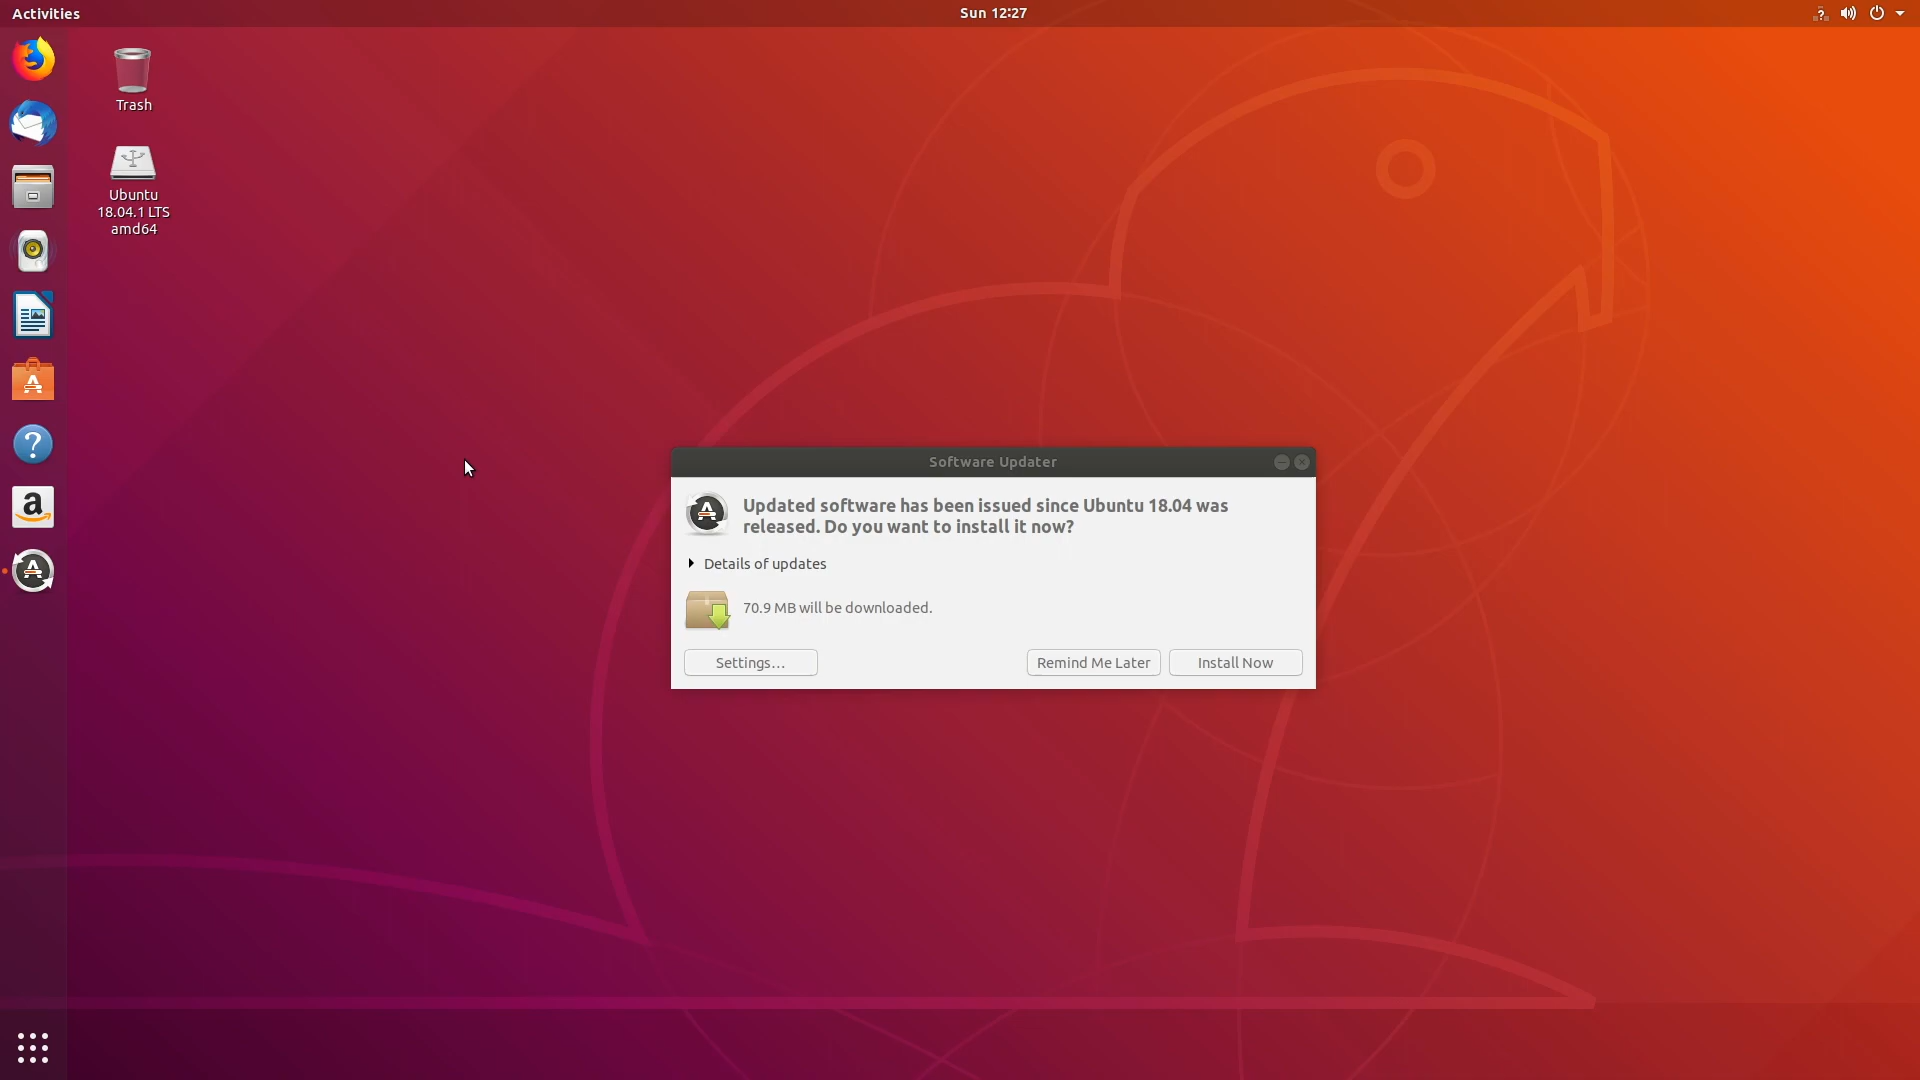 Activities
Sun 12:27
Trash
Ubuntu
18.04.1 LTS
amd64
Software Updater
Updated software has been issued since Ubuntu 18.04 was
released. Do you want to install it now?
Details of updates
70.9 MB will be downloaded.
Settings…
Remind Me Later
Install Now